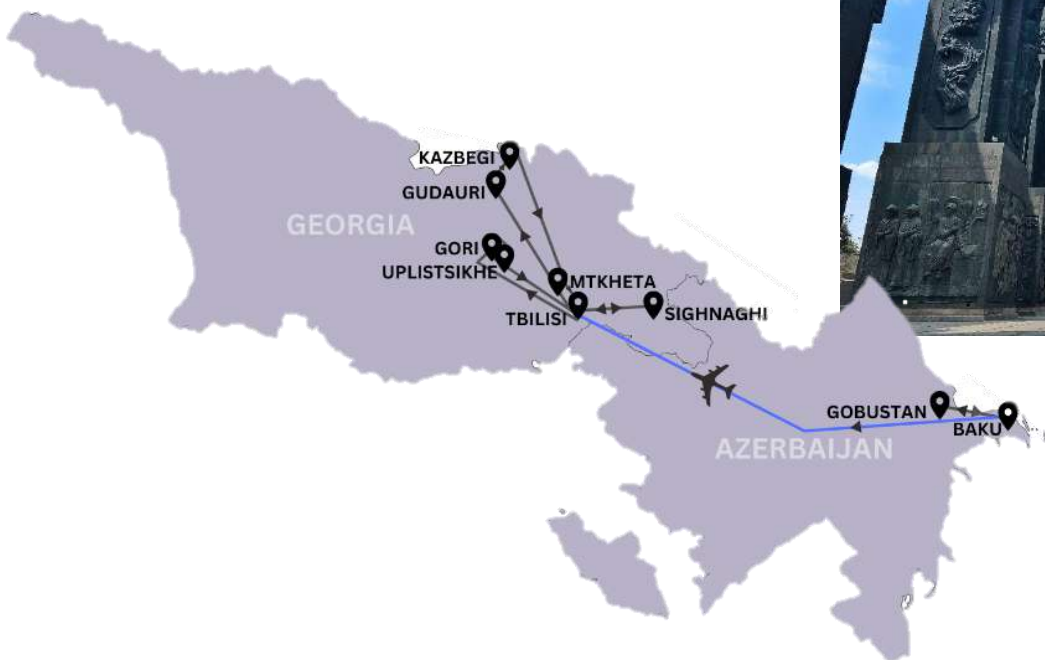 KAZBEGI
GUDAURI
GEORGIA
GORI
UPLISTSIKHE
MTKHETA
TBILISI
SIGHNAGHI
GOBUSTAN
BAKU
AZERBAIJAN